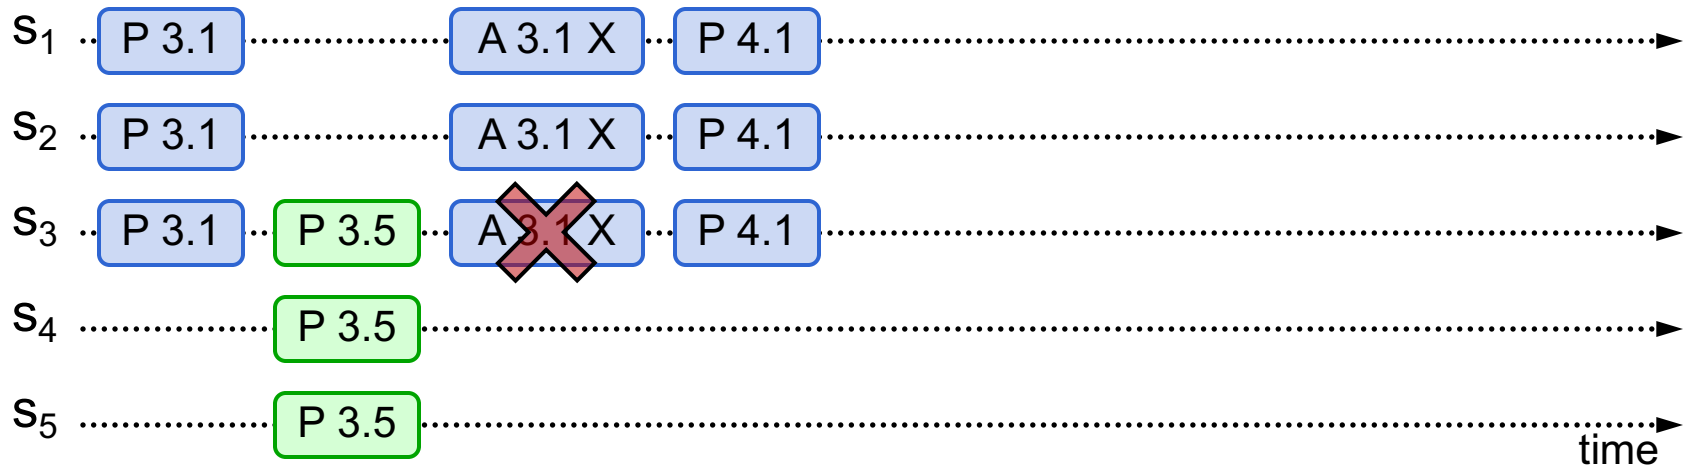 S1 P 3.1 A 3.1 X P 4.1
S2 P 3.1 A 3.1 X P 4.1
S3 P 3.1 P 3.5 A 3.1 X P 4.1
S4 P 3.5
S5 P 3.5
time